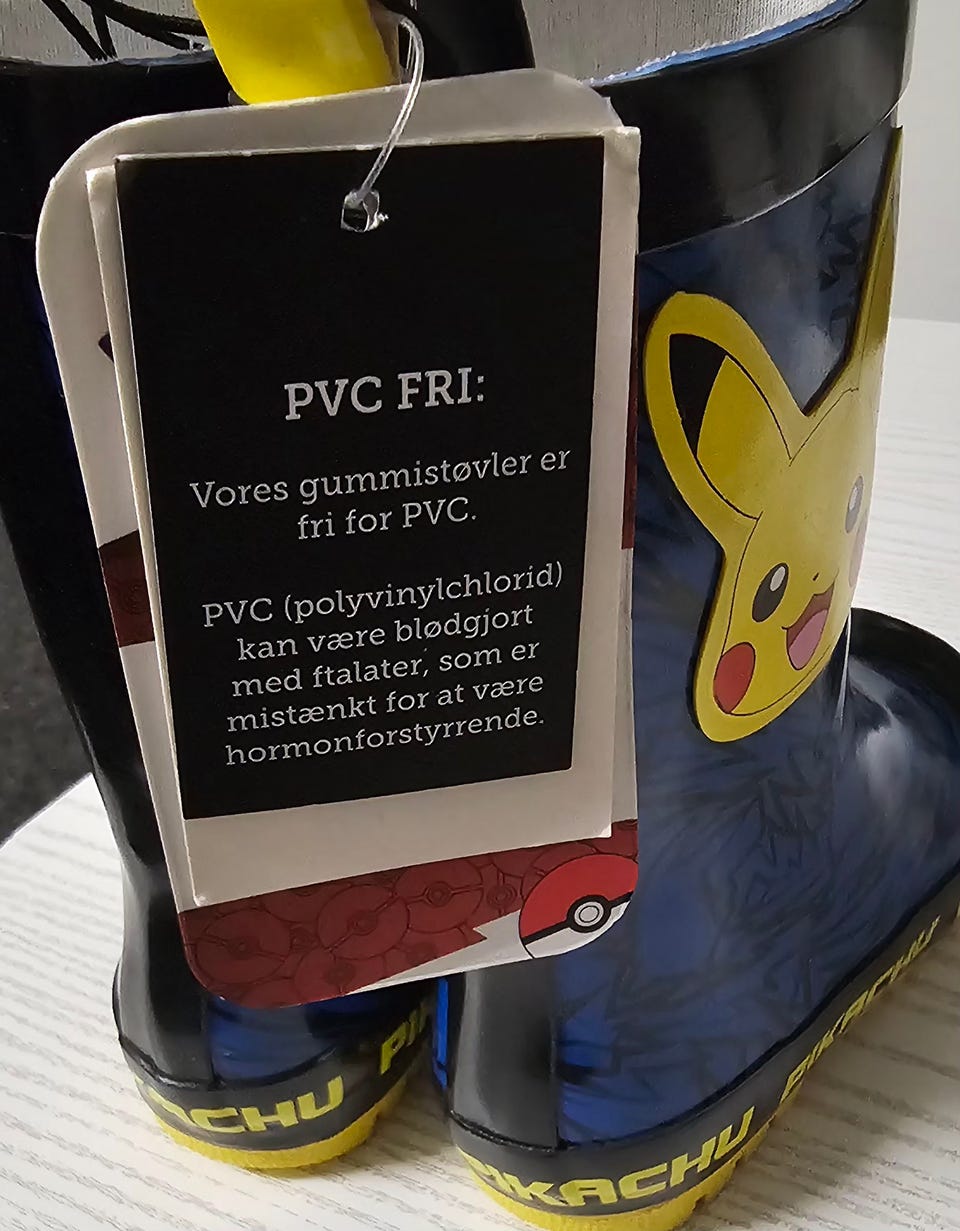 PVC FRI:
Vores gummistøvler er
fri for PVC.
PVC (polyvinylchlorid)
kan være blødgjort
med ftalater, som er
mistænkt for at være
hormonforstyrrende.
PIKACHU
PIKACHU